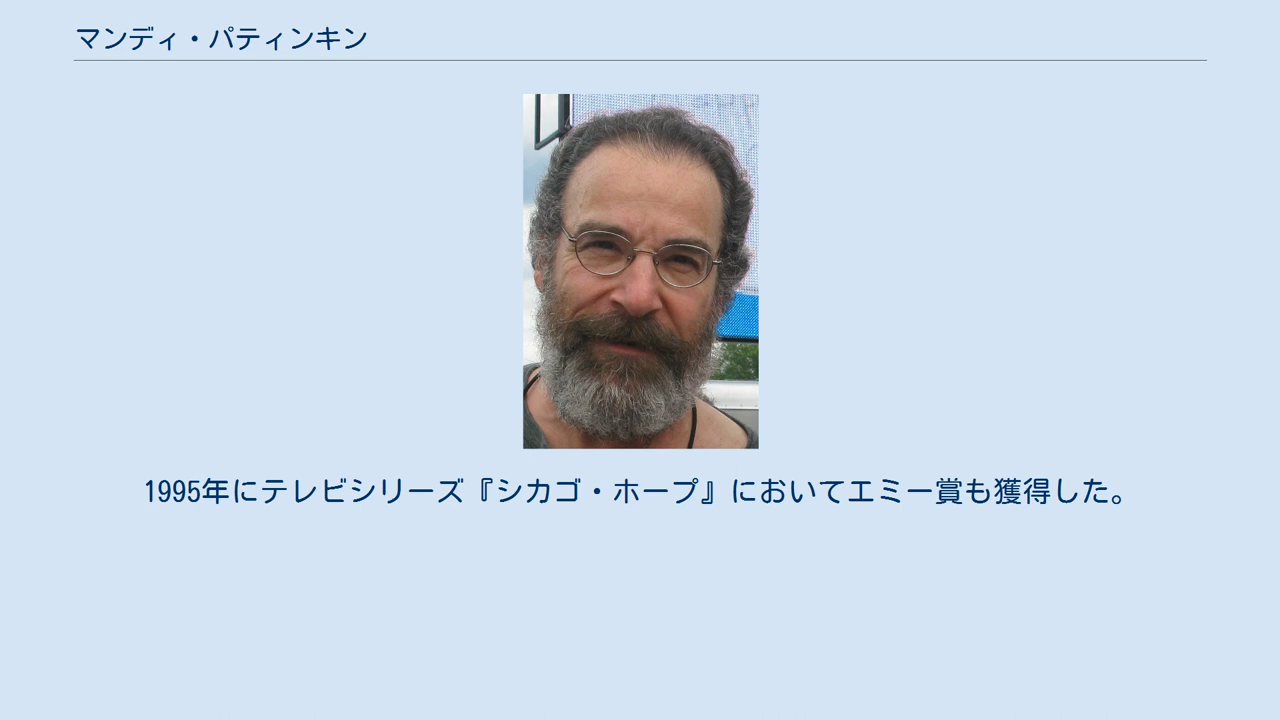 マンディ・パティンキン
1995年にテレビシリーズ『シカゴ・ホープ』においてエミー賞も獲得した。